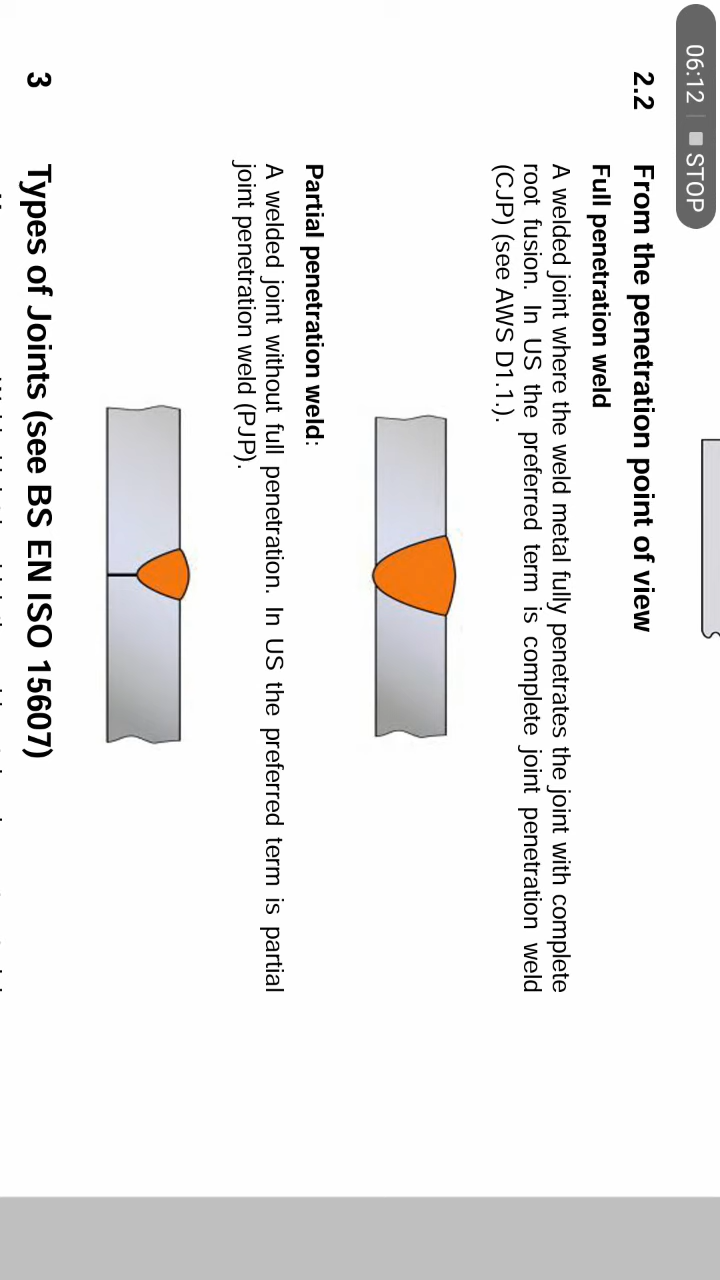 06:12 | STOP
2.2 From the penetration point of view
Full penetration weld
A welded joint where the weld metal fully penetrates the joint with complete
root fusion. In US the preferred term is complete joint penetration weld
(CJP) (see AWS D1.1.).
Partial penetration weld:
A welded joint without full penetration. In US the preferred term is partial
joint penetration weld (PJP).
3 Types of Joints (see BS EN ISO 15607)